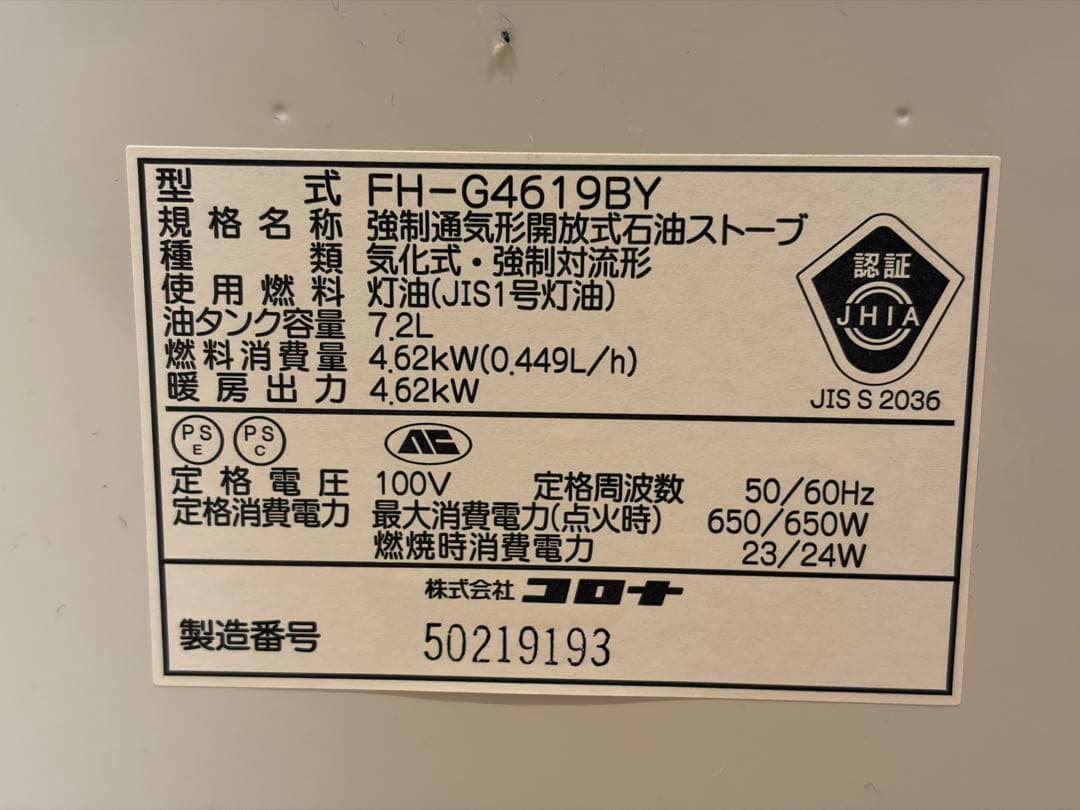 型式 FH-G4619BY
規格名称 強制通気形開放式石油ストーブ
種類 気化式・強制対流形
使用燃料 灯油(JIS1号灯油)
油タンク容量 7.2L
燃料消費量 4.62kW(0.449L/h)
暖房出力 4.62kW
認証
JHIA
JIS S 2036
PS E PS C
定格電圧 100V 定格周波数 50/60Hz
定格消費電力 最大消費電力(点火時) 650/650W
燃焼時消費電力 23/24W
株式会社 コロナ
製造番号 50219193